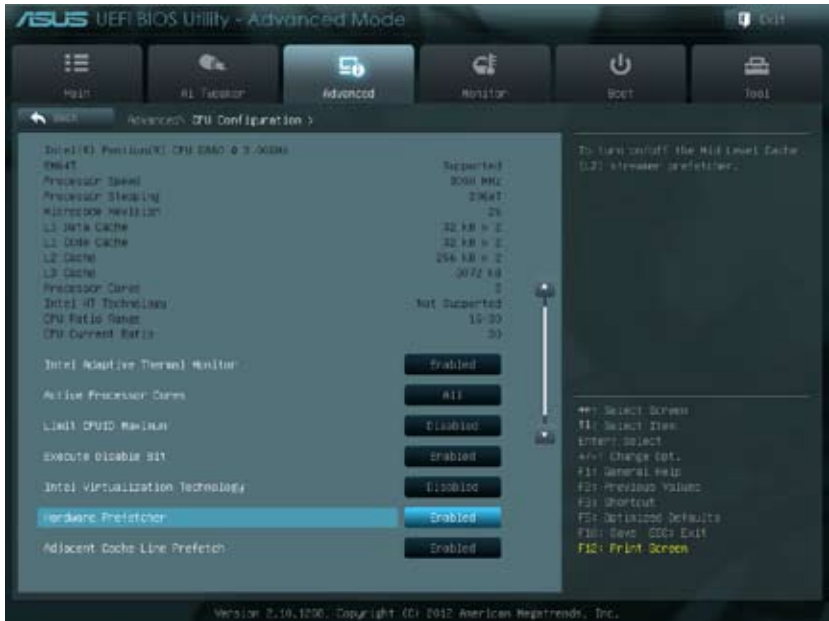 ASUS UEFI BIOS Utility - Advanced Mode
Exit
Main
Ai Tweaker
Advanced
Monitor
Boot
Tool
Back
Advanced\ CPU Configuration >
EM64T Supported
Processor Speed
Processor Stepping
Microcode Revision
L1 Data Cache 32 kB x 2
L1 Code Cache 32 kB x 2
L2 Cache 256 kB x 2
L3 Cache 3072 kB
Processor Cores
Intel HT Technology Not Supported
CPU Ratio Range
CPU Current Ratio
Intel Adaptive Thermal Monitor Enabled
Active Processor Cores All
Limit CPUID Maximum Disabled
Execute Disable Bit Enabled
Intel Virtualization Technology Disabled
Hardware Prefetcher Enabled
Adjacent Cache Line Prefetch Enabled
To turn on/off the Mid Level Cache
(L2) streamer prefetcher.
Select Screen
Select Item
Enter: Select
+/-: Change Opt.
F1: General Help
F2: Previous Values
F3: Shortcut
F5: Optimized Defaults
F10: Save ESC: Exit
F12: Print Screen
Version 2.10.1208. Copyright (C) 2012 American Megatrends, Inc.